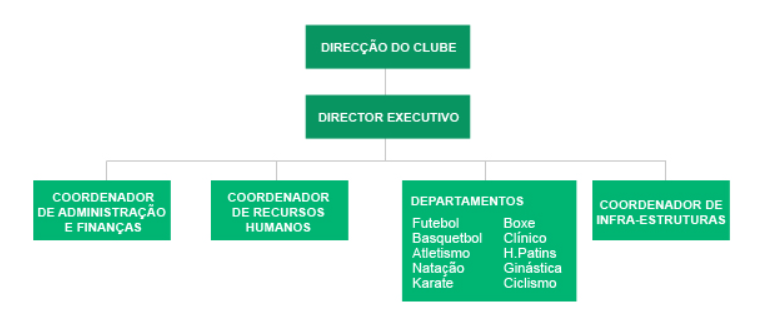 DIRECÇÃO DO CLUBE
DIRECTOR EXECUTIVO
COORDENADOR
DE ADMINISTRAÇÃO
E FINANÇAS
COORDENADOR
DE RECURSOS
HUMANOS
DEPARTAMENTOS
Futebol
Basquetbol
Atletismo
Natação
Karate
Boxe
Clínico
H.Patins
Ginástica
Ciclismo
COORDENADOR DE
INFRA-ESTRUTURAS